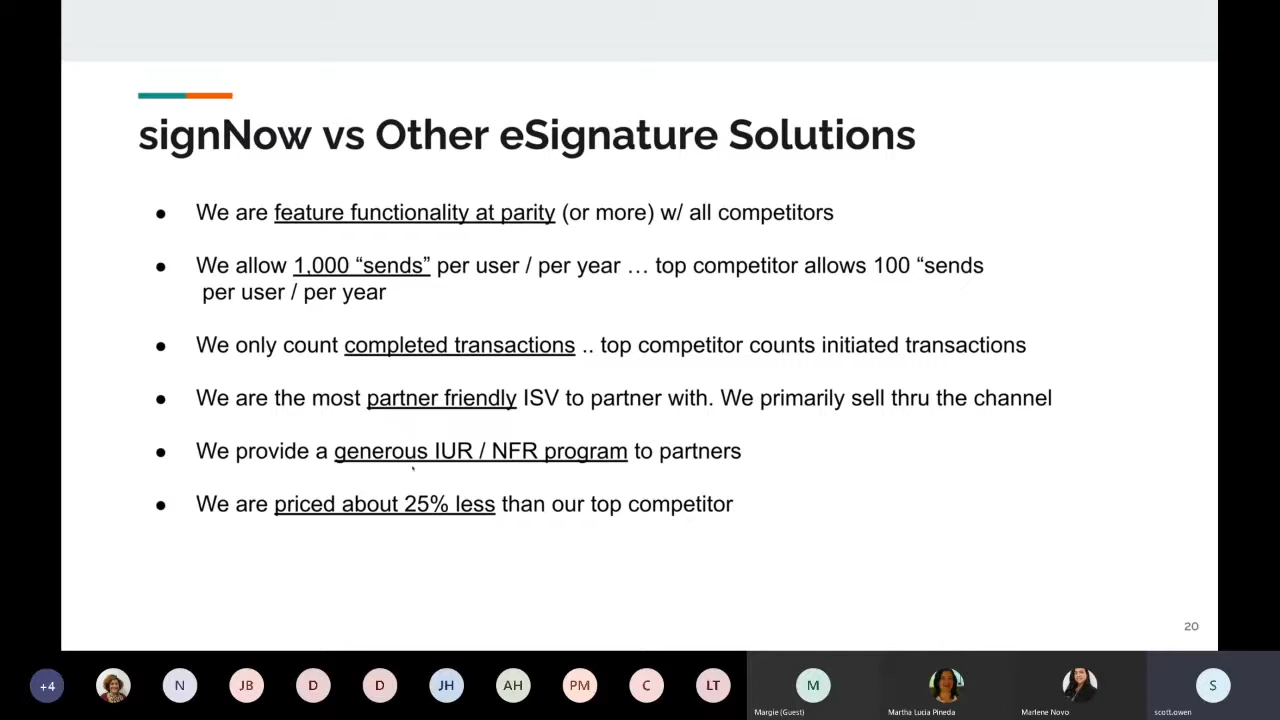 signNow vs Other eSignature Solutions
● We are feature functionality at parity (or more) w/ all competitors
● We allow 1,000 “sends” per user / per year … top competitor allows 100 “sends
per user / per year
● We only count completed transactions .. top competitor counts initiated transactions
● We are the most partner friendly ISV to partner with. We primarily sell thru the channel
● We provide a generous IUR / NFR program to partners
● We are priced about 25% less than our top competitor
20
+4 N JB D D JH AH PM C LT M S
Margie (Guest) Martha Lucia Pineda Marlene Novo scott.owen